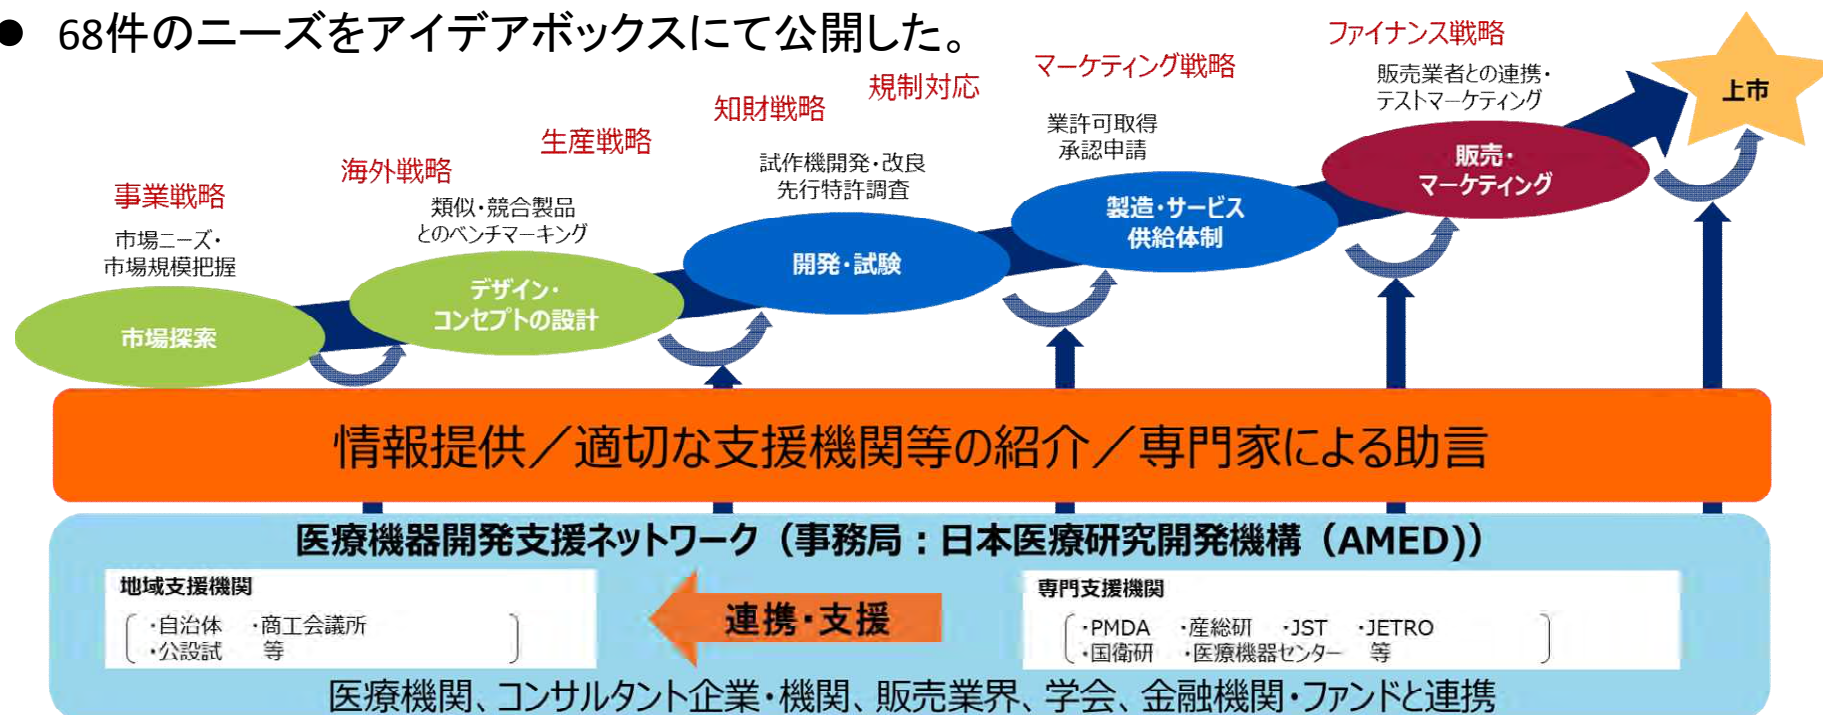 ● 68件のニーズをアイデアボックスにて公開した。
事業戦略
市場ニーズ・
市場規模把握
市場探索
海外戦略
類似・競合製品
とのベンチマーキング
デザイン・
コンセプトの設計
生産戦略
知財戦略
試作機開発・改良
先行特許調査
開発・試験
規制対応
マーケティング戦略
業許可取得
承認申請
製造・サービス
供給体制
ファイナンス戦略
販売業者との連携・
テストマーケティング
販売・
マーケティング
上市
情報提供／適切な支援機関等の紹介／専門家による助言
医療機器開発支援ネットワーク（事務局：日本医療研究開発機構（AMED)）
地域支援機関
・自治体 ・商工会議所
・公設試 等
連携・支援
専門支援機関
・PMDA ・産総研 ・JST ・JETRO
・国衛研 ・医療機器センター 等
医療機関、コンサルタント企業・機関、販売業界、学会、金融機関・ファンドと連携